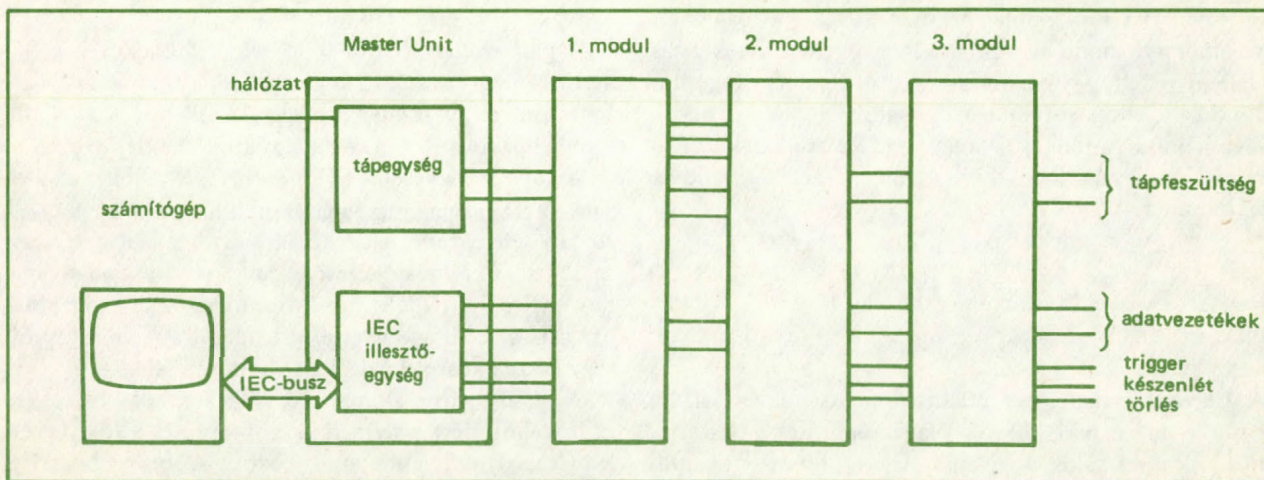 Master Unit
1. modul
2. modul
3. modul
hálózat
tápegység
tápfeszültség
számítógép
IEC
illesztő-
egység
adatvezetékek
IEC-busz
trigger
készenlét
törlés